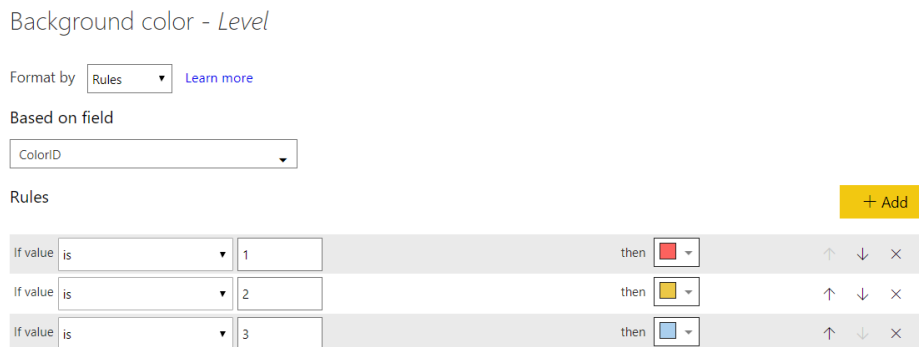 Background color - Level
Format by Rules Learn more
Based on field
ColorID
Rules + Add
If value is 1 then
If value is 2 then
If value is 3 then